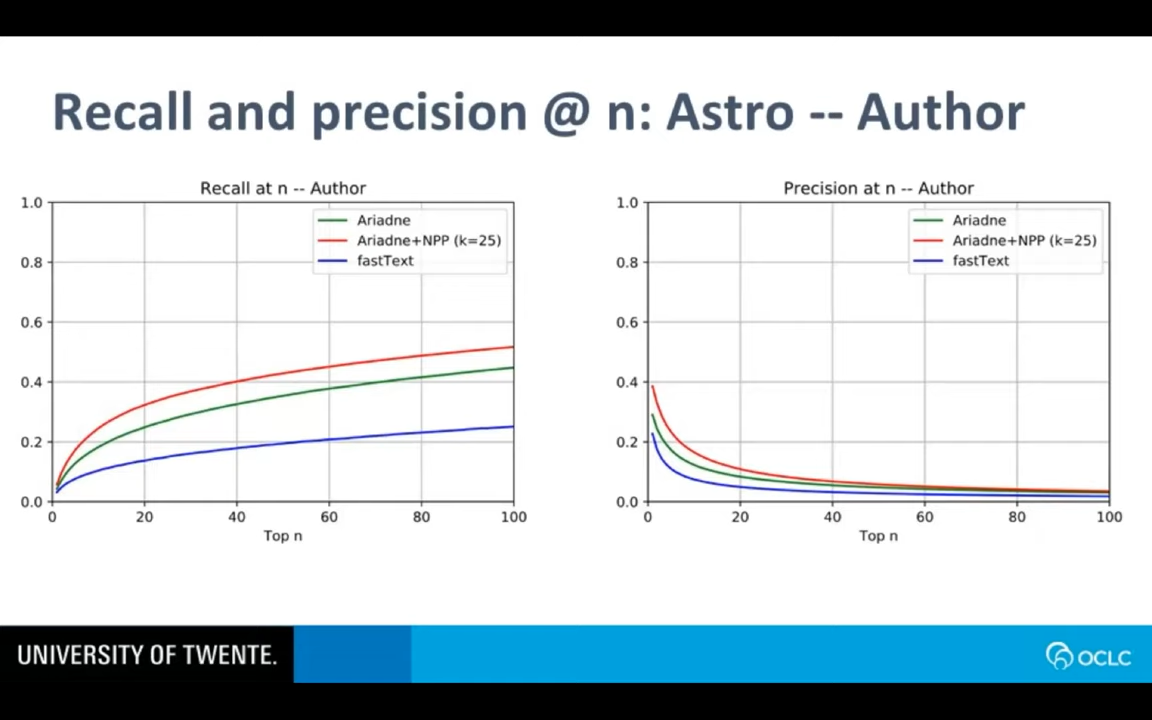 Recall and precision @ n: Astro -- Author
Recall at n -- Author
1.0
0.8
0.6
0.4
0.2
0.0
0 20 40 60 80 100
Top n
Ariadne
Ariadne+NPP (k=25)
fastText
Precision at n -- Author
1.0
0.8
0.6
0.4
0.2
0.0
0 20 40 60 80 100
Top n
Ariadne
Ariadne+NPP (k=25)
fastText
UNIVERSITY OF TWENTE.
OCLC